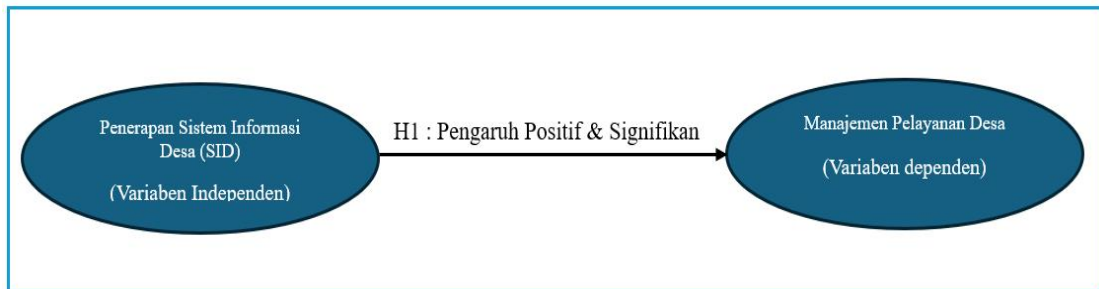 Penerapan Sistem Informasi
Desa (SID)
(Variaben Independen)
H1 : Pengaruh Positif & Signifikan
Manajemen Pelayanan Desa
(Variaben dependen)